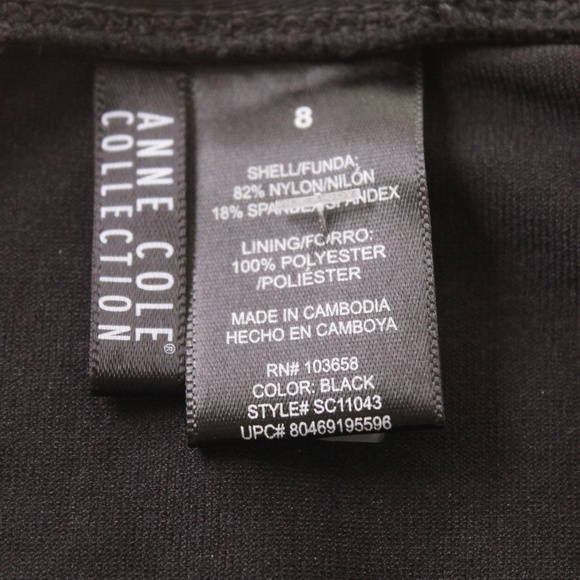 ANNE COLE®
COLLECTION
8
SHELL/FUNDA:
82% NYLON/NILÓN
18% SPANDEX/SPANDEX
LINING/FORRO:
100% POLYESTER
/POLIÉSTER
MADE IN CAMBODIA
HECHO EN CAMBOYA
RN# 103658
COLOR: BLACK
STYLE# SC11043
UPC# 80469195596